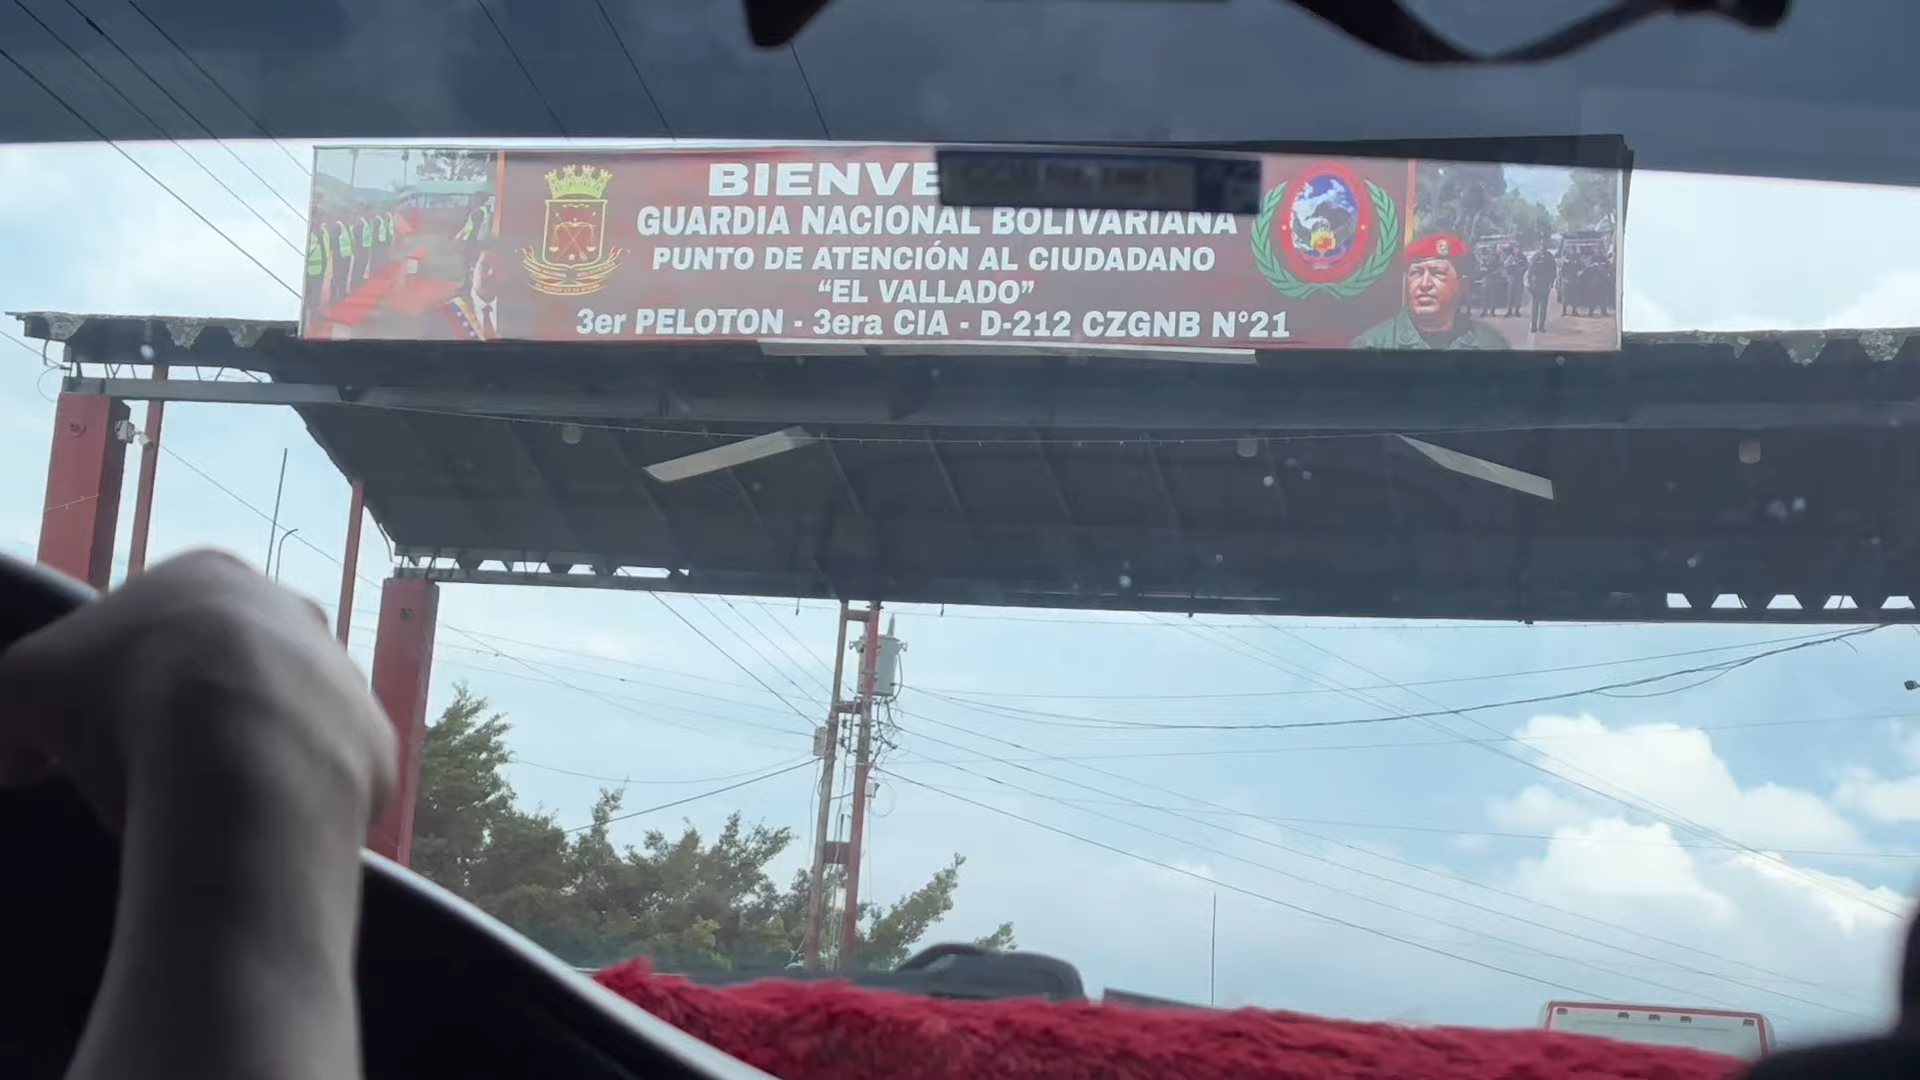 BIENVE
GUARDIA NACIONAL BOLIVARIANA
PUNTO DE ATENCIÓN AL CIUDADANO
“EL VALLADO”
3er PELOTON - 3era CIA - D-212 CZGNB N°21